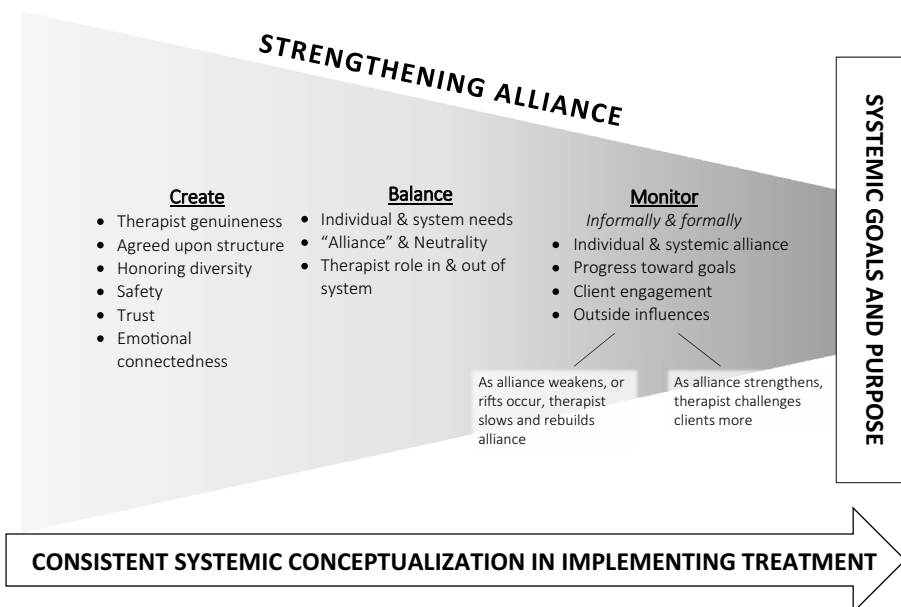 STRENGTHENING ALLIANCE
Create
• Therapist genuineness
• Agreed upon structure
• Honoring diversity
• Safety
• Trust
• Emotional
connectedness
Balance
• Individual & system needs
• “Alliance” & Neutrality
• Therapist role in & out of
system
Monitor
Informally & formally
• Individual & systemic alliance
• Progress toward goals
• Client engagement
• Outside influences
As alliance weakens, or
rifts occur, therapist
slows and rebuilds
alliance
As alliance strengthens,
therapist challenges
clients more
SYSTEMIC GOALS AND PURPOSE
CONSISTENT SYSTEMIC CONCEPTUALIZATION IN IMPLEMENTING TREATMENT